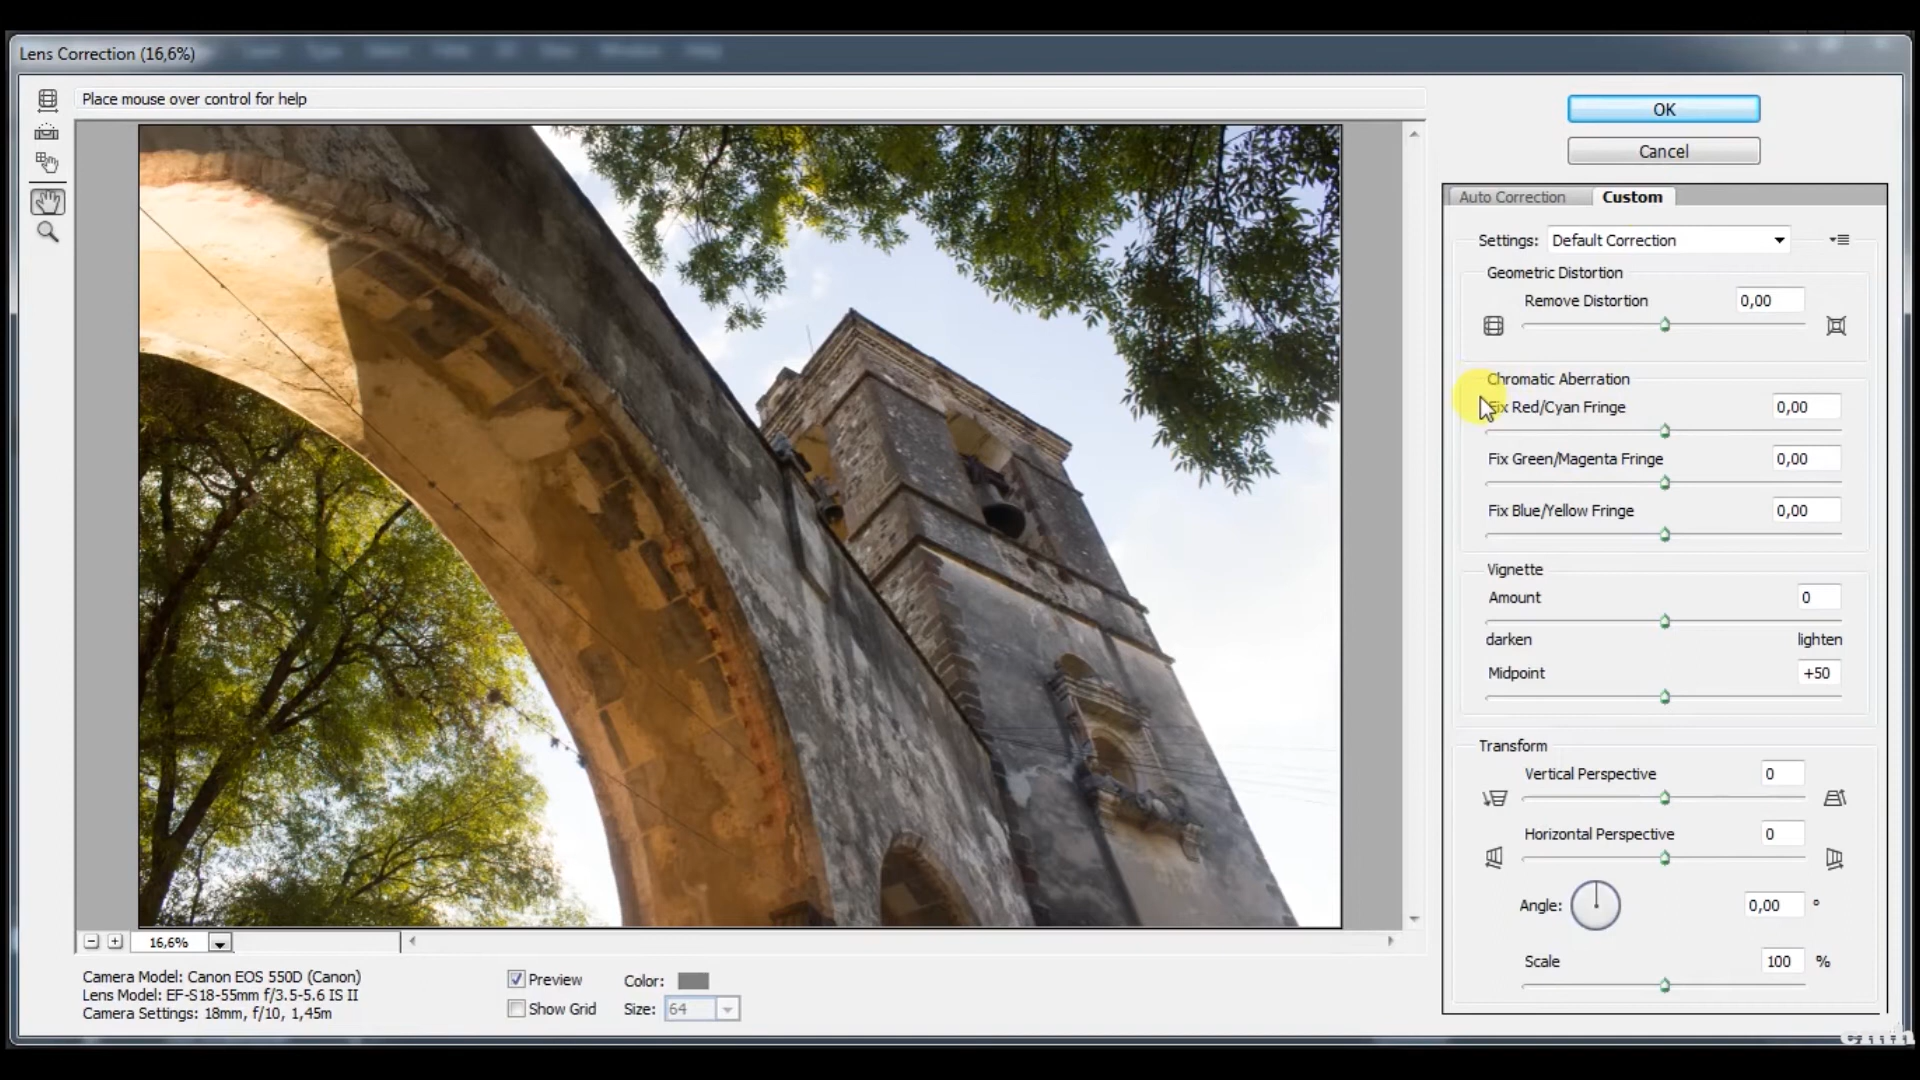 Lens Correction (16,6%)
Place mouse over control for help
OK
Cancel
Auto Correction
Custom
Settings: Default Correction
Geometric Distortion
Remove Distortion 0,00
Chromatic Aberration
Fix Red/Cyan Fringe 0,00
Fix Green/Magenta Fringe 0,00
Fix Blue/Yellow Fringe 0,00
Vignette
Amount 0
darken lighten
Midpoint +50
Transform
Vertical Perspective 0
Horizontal Perspective 0
Angle: 0,00 °
Scale 100 %
16,6%
Camera Model: Canon EOS 550D (Canon)
Lens Model: EF-S18-55mm f/3.5-5.6 IS II
Camera Settings: 18mm, f/10, 1,45m
Preview Color:
Show Grid Size: 64